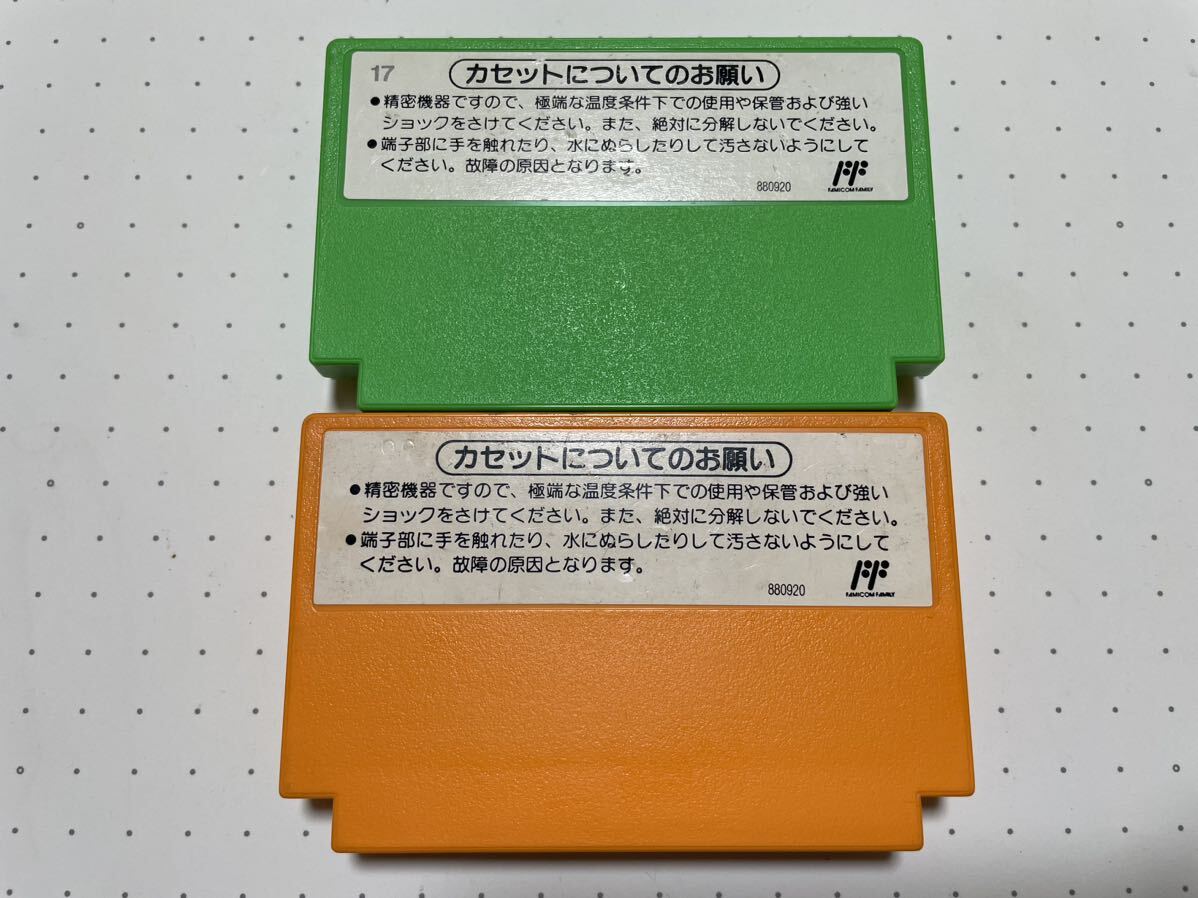 17
カセットについてのお願い
●精密機器ですので、極端な温度条件下での使用や保管および強い
ショックをさけてください。また、絶対に分解しないでください。
●端子部に手を触れたり、水にぬらしたりして汚さないようにして
ください。故障の原因となります。
880920
FF
FAMICOM FAMILY
カセットについてのお願い
●精密機器ですので、極端な温度条件下での使用や保管および強い
ショックをさけてください。また、絶対に分解しないでください。
●端子部に手を触れたり、水にぬらしたりして汚さないようにして
ください。故障の原因となります。
880920
FF
FAMICOM FAMILY